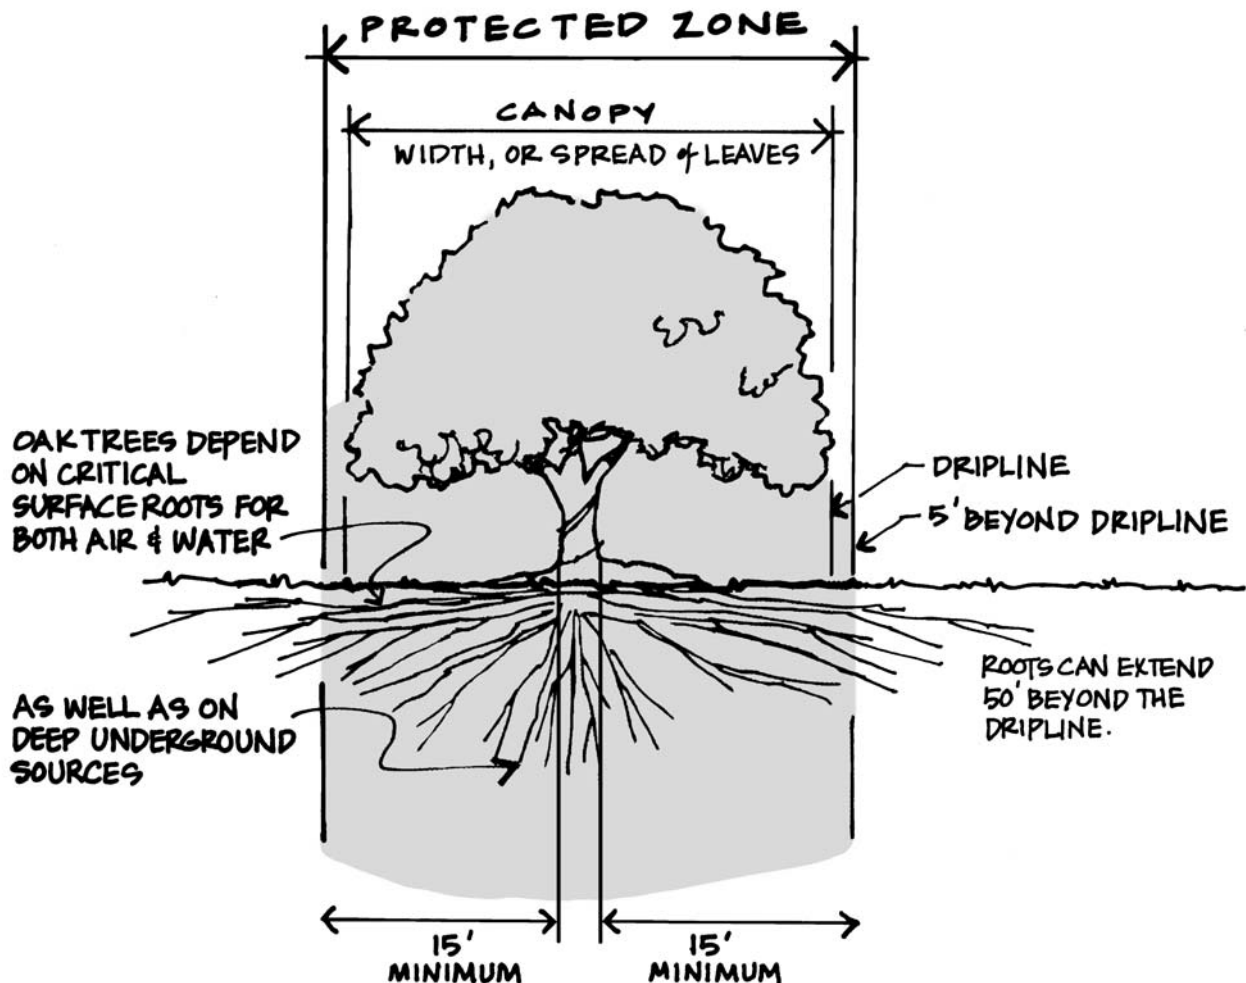 PROTECTED ZONE
CANOPY
WIDTH, OR SPREAD of LEAVES
OAK TREES DEPEND
ON CRITICAL
SURFACE ROOTS FOR
BOTH AIR & WATER
DRIPLINE
5' BEYOND DRIPLINE
AS WELL AS ON
DEEP UNDERGROUND
SOURCES
ROOTS CAN EXTEND
50' BEYOND THE
DRIPLINE.
15'
MINIMUM
15'
MINIMUM